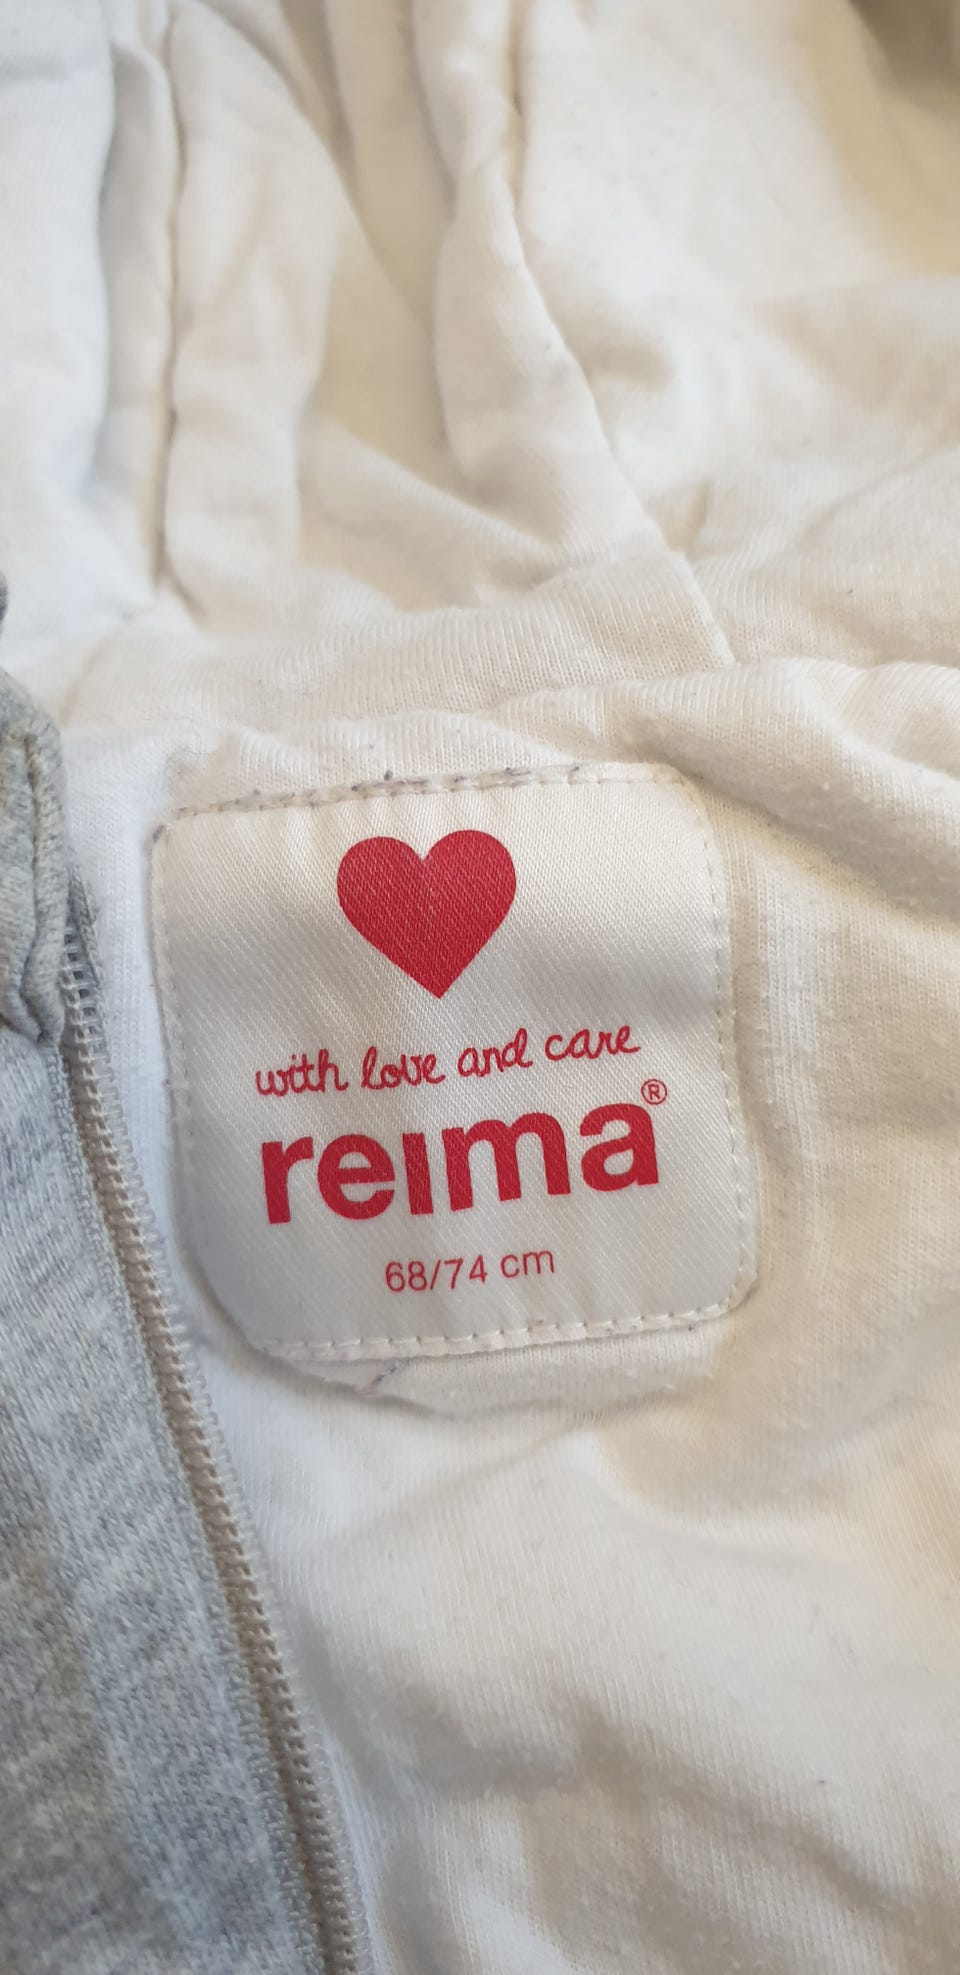 with love and care
reima®
68/74 cm